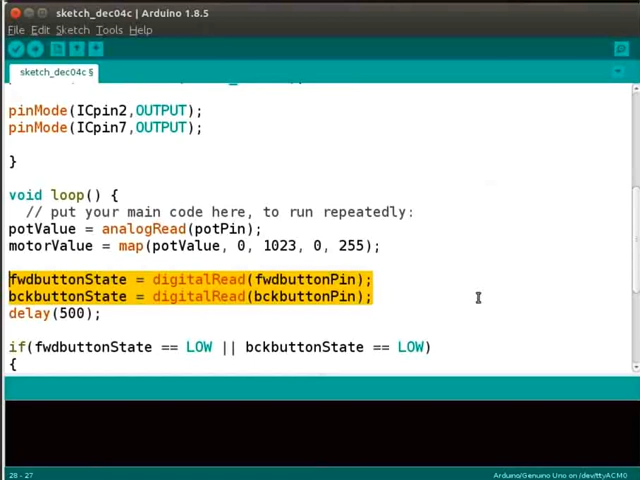 sketch_dec04c | Arduino 1.8.5
File Edit Sketch Tools Help
sketch_dec04c §
pinMode(ICpin2,OUTPUT);
pinMode(ICpin7,OUTPUT);
}
void loop() {
// put your main code here, to run repeatedly:
potValue = analogRead(potPin);
motorValue = map(potValue, 0, 1023, 0, 255);
fwdbuttonState = digitalRead(fwdbuttonPin);
bckbuttonState = digitalRead(bckbuttonPin);
delay(500);
if(fwdbuttonState == LOW || bckbuttonState == LOW)
{
28 - 27
Arduino/Genuino Uno on /dev/ttyACM0